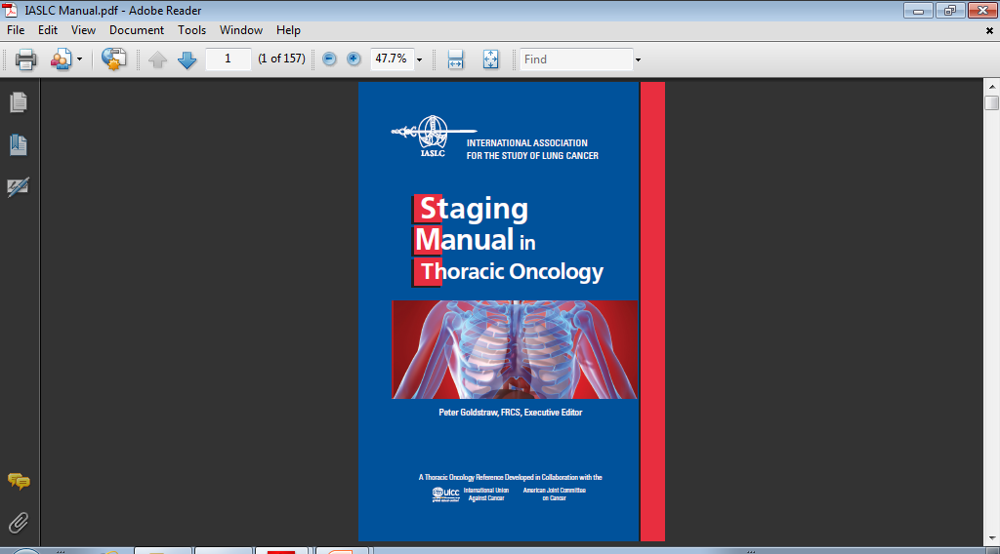 IASLC Manual.pdf - Adobe Reader
File Edit View Document Tools Window Help
1 (1 of 157) 47.7% Find
IASLC
INTERNATIONAL ASSOCIATION
FOR THE STUDY OF LUNG CANCER
Staging
Manual in
Thoracic Oncology
Peter Goldstraw, FRCS, Executive Editor
A Thoracic Oncology Reference Developed in Collaboration with the
uicc
International Union
Against Cancer
American Joint Committee
on Cancer